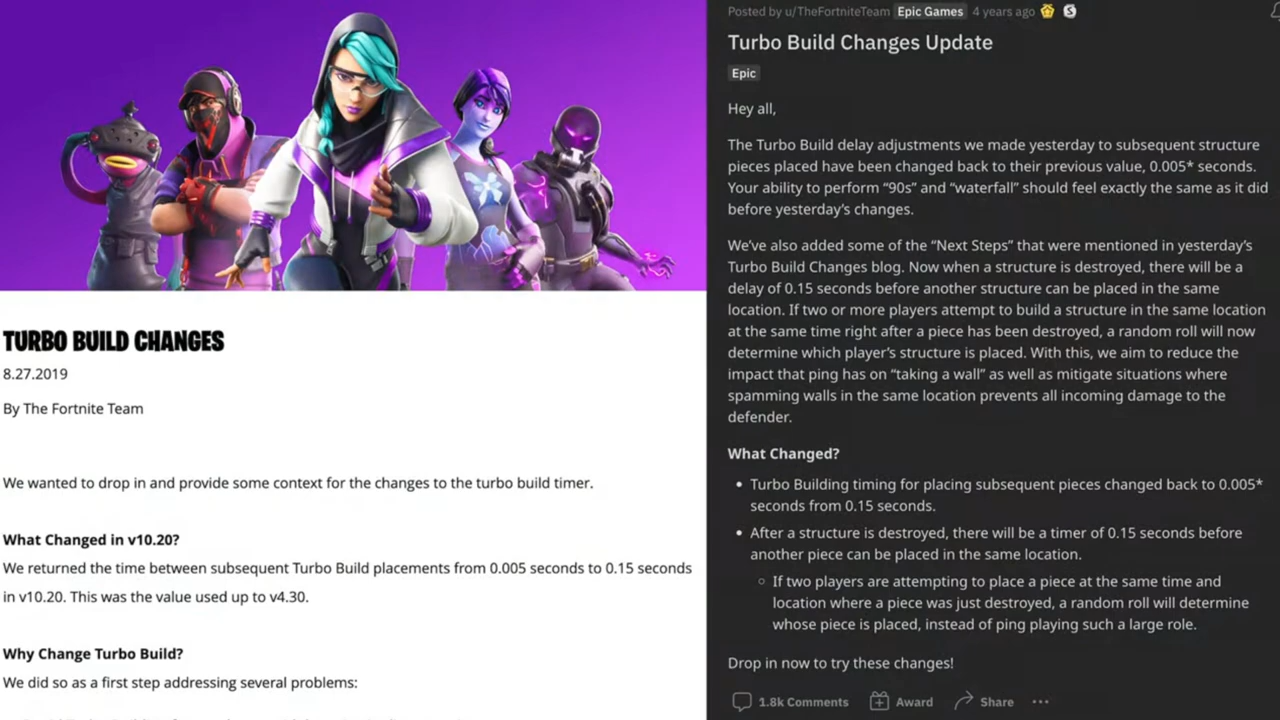 TURBO BUILD CHANGES
8.27.2019
By The Fortnite Team
We wanted to drop in and provide some context for the changes to the turbo build timer.
What Changed in v10.20?
We returned the time between subsequent Turbo Build placements from 0.005 seconds to 0.15 seconds
in v10.20. This was the value used up to v4.30.
Why Change Turbo Build?
We did so as a first step addressing several problems:
Posted by u/TheFortniteTeam Epic Games 4 years ago
Turbo Build Changes Update
Epic
Hey all,
The Turbo Build delay adjustments we made yesterday to subsequent structure
pieces placed have been changed back to their previous value, 0.005* seconds.
Your ability to perform “90s” and “waterfall” should feel exactly the same as it did
before yesterday’s changes.
We’ve also added some of the “Next Steps” that were mentioned in yesterday’s
Turbo Build Changes blog. Now when a structure is destroyed, there will be a
delay of 0.15 seconds before another structure can be placed in the same
location. If two or more players attempt to build a structure in the same location
at the same time right after a piece has been destroyed, a random roll will now
determine which player’s structure is placed. With this, we aim to reduce the
impact that ping has on “taking a wall” as well as mitigate situations where
spamming walls in the same location prevents all incoming damage to the
defender.
What Changed?
• Turbo Building timing for placing subsequent pieces changed back to 0.005*
seconds from 0.15 seconds.
• After a structure is destroyed, there will be a timer of 0.15 seconds before
another piece can be placed in the same location.
○ If two players are attempting to place a piece at the same time and
location where a piece was just destroyed, a random roll will determine
whose piece is placed, instead of ping playing such a large role.
Drop in now to try these changes!
1.8k Comments Award Share •••